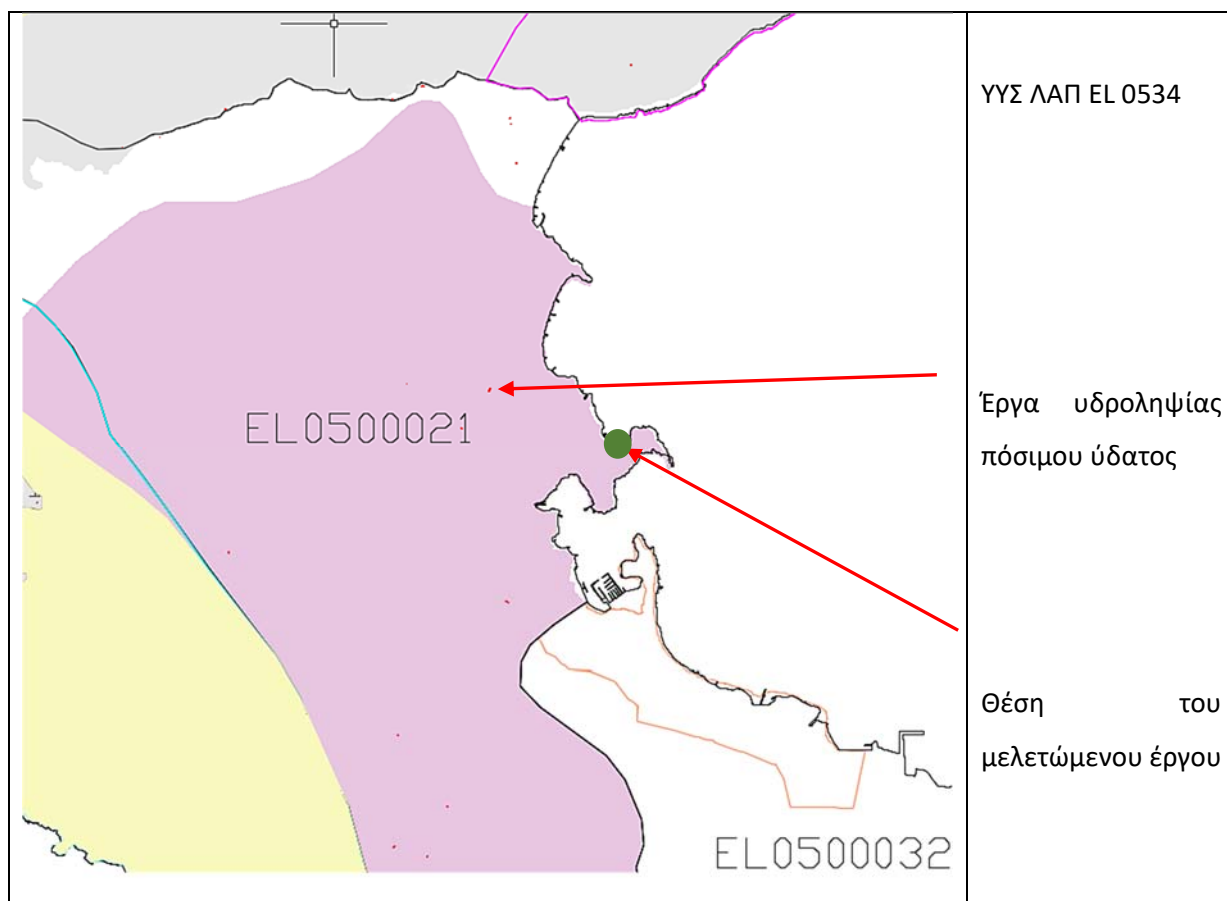 ΥΥΣ ΛΑΠ EL 0534
EL0500021
Έργα υδροληψίας
πόσιμου ύδατος
Θέση του
μελετώμενου έργου
EL0500032